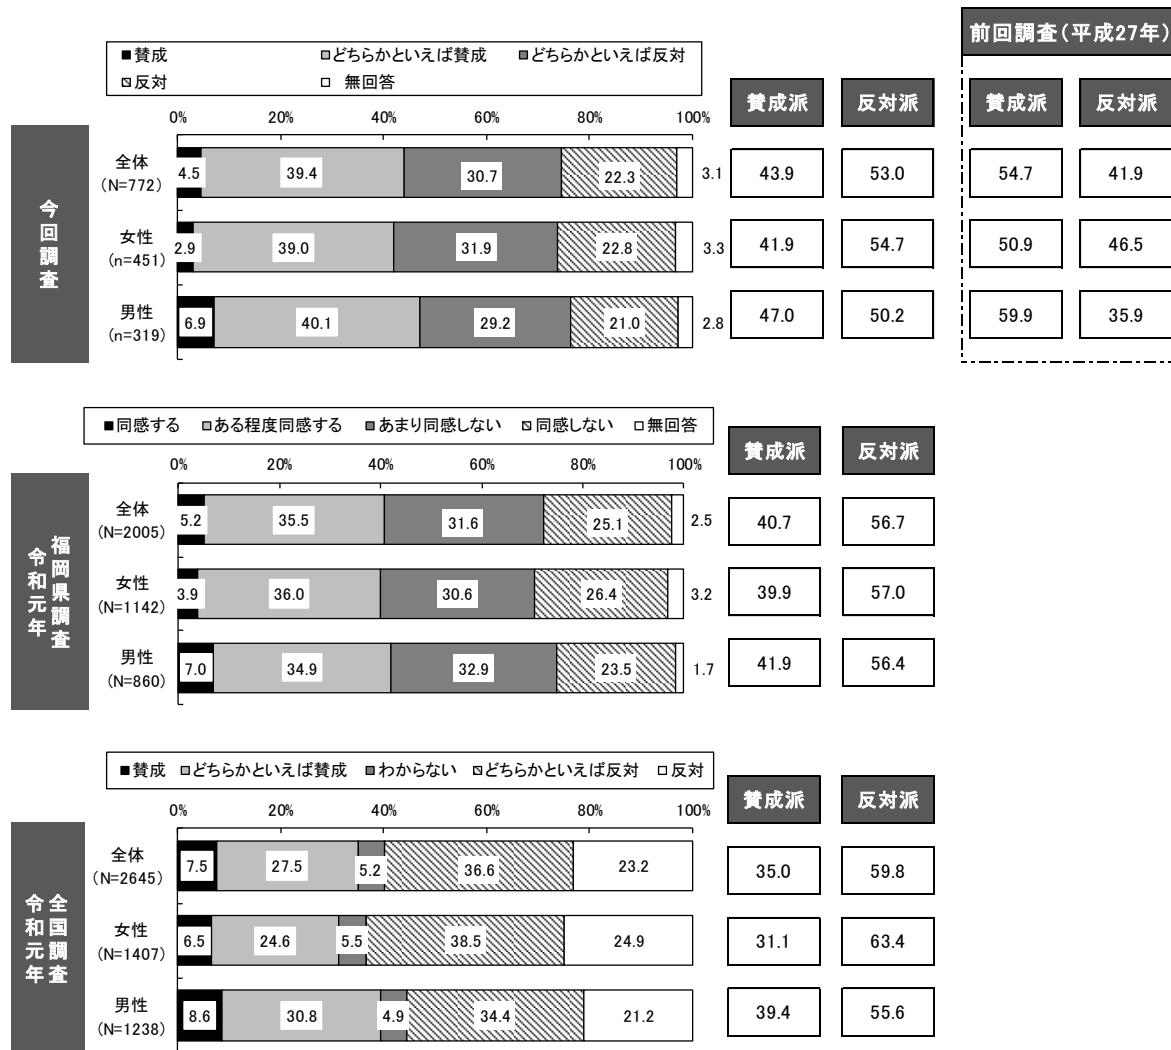 前回調査(平成27年)
■賛成 □どちらかといえば賛成 ■どちらかといえば反対
反対 □ 無回答
賛成派 反対派 賛成派 反対派
0% 20% 40% 60% 80% 100%
今回調査
全体
(N=772)
4.5 39.4 30.7 22.3 3.1 43.9 53.0 54.7 41.9
女性
(n=451)
2.9 39.0 31.9 22.8 3.3 41.9 54.7 50.9 46.5
男性
(n=319)
6.9 40.1 29.2 21.0 2.8 47.0 50.2 59.9 35.9
■同感する □ある程度同感する ■あまり同感しない 同感しない □無回答
賛成派 反対派
0% 20% 40% 60% 80% 100%
福岡県調査
令和元年
全体
(N=2005)
5.2 35.5 31.6 25.1 2.5 40.7 56.7
女性
(N=1142)
3.9 36.0 30.6 26.4 3.2 39.9 57.0
男性
(N=860)
7.0 34.9 32.9 23.5 1.7 41.9 56.4
■賛成 □どちらかといえば賛成 ■わからない どちらかといえば反対 □反対
賛成派 反対派
0% 20% 40% 60% 80% 100%
全国調査
令和元年
全体
(N=2645)
7.5 27.5 5.2 36.6 23.2 35.0 59.8
女性
(N=1407)
6.5 24.6 5.5 38.5 24.9 31.1 63.4
男性
(N=1238)
8.6 30.8 4.9 34.4 21.2 39.4 55.6